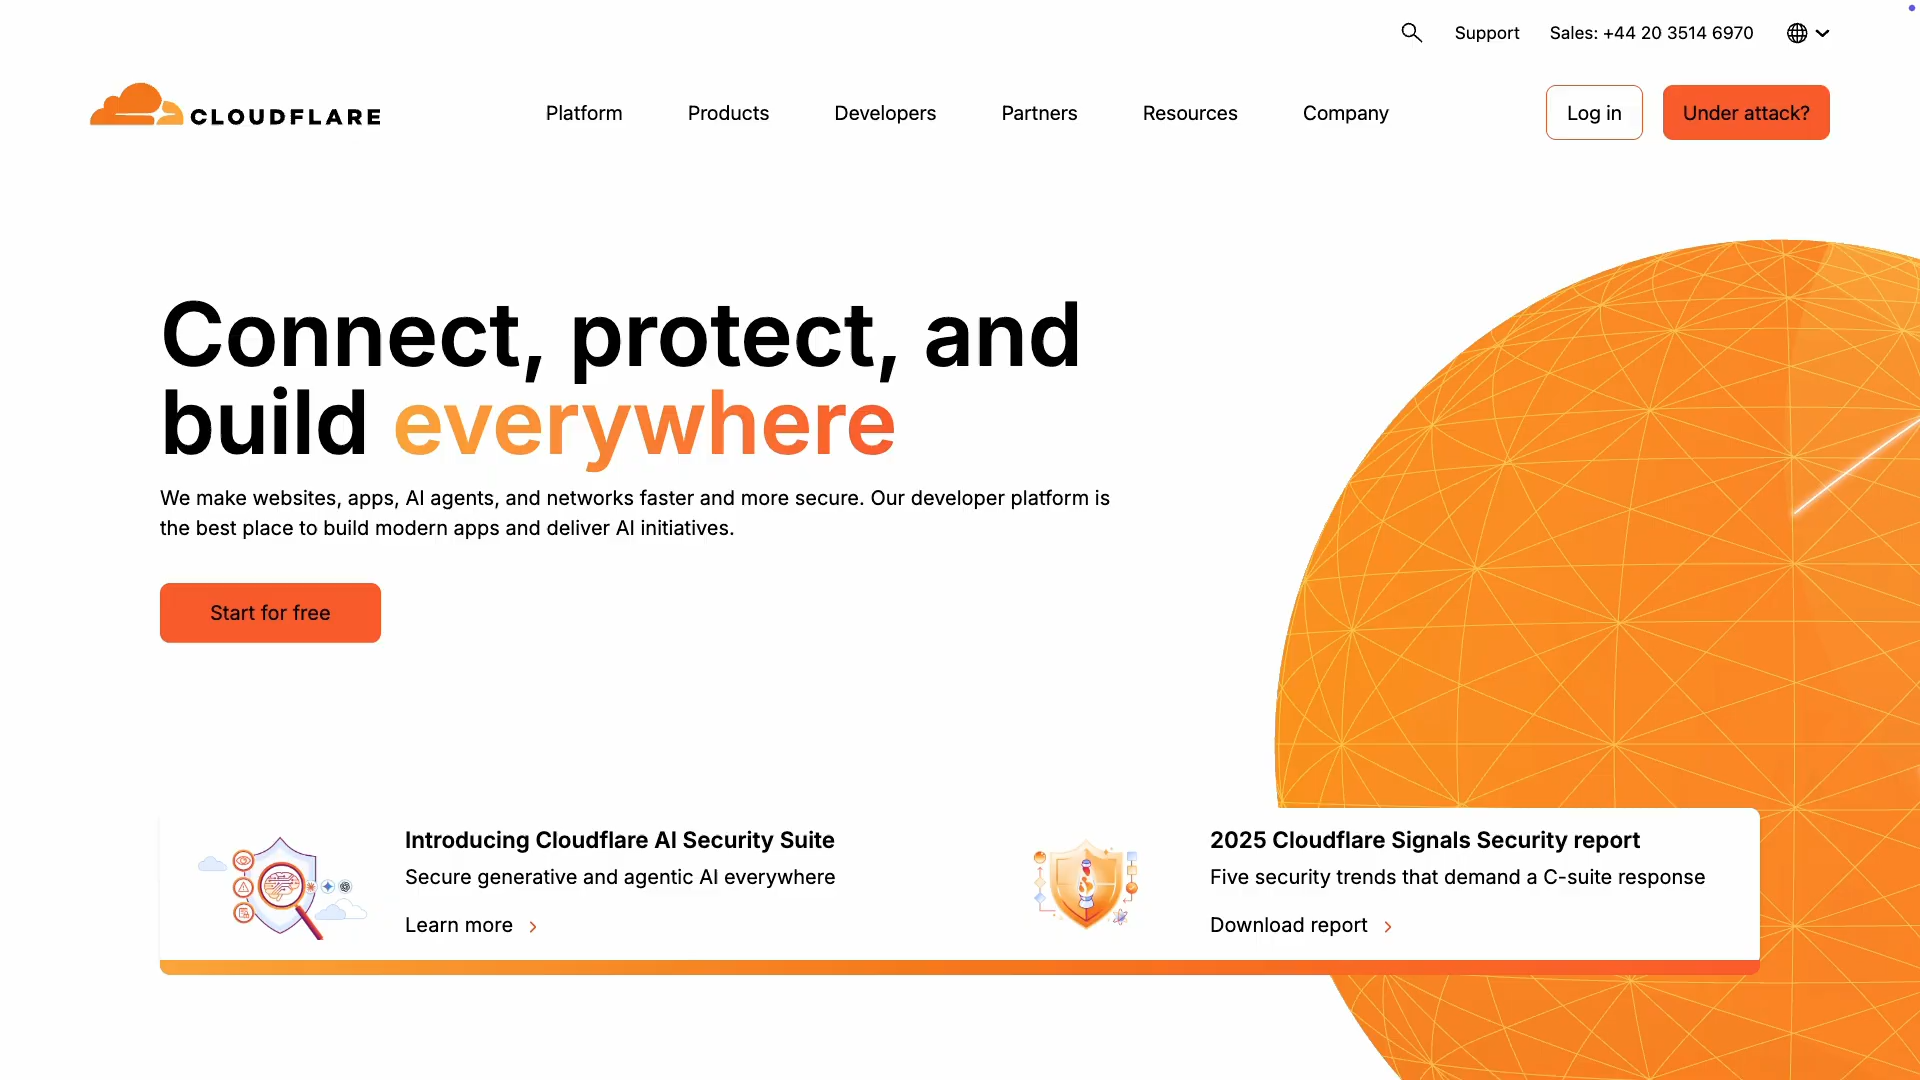 Support
Sales: +44 20 3514 6970
CLOUDFLARE
Platform
Products
Developers
Partners
Resources
Company
Log in
Under attack?
Connect, protect, and
build everywhere
We make websites, apps, AI agents, and networks faster and more secure. Our developer platform is
the best place to build modern apps and deliver AI initiatives.
Start for free
Introducing Cloudflare AI Security Suite
Secure generative and agentic AI everywhere
Learn more
2025 Cloudflare Signals Security report
Five security trends that demand a C-suite response
Download report